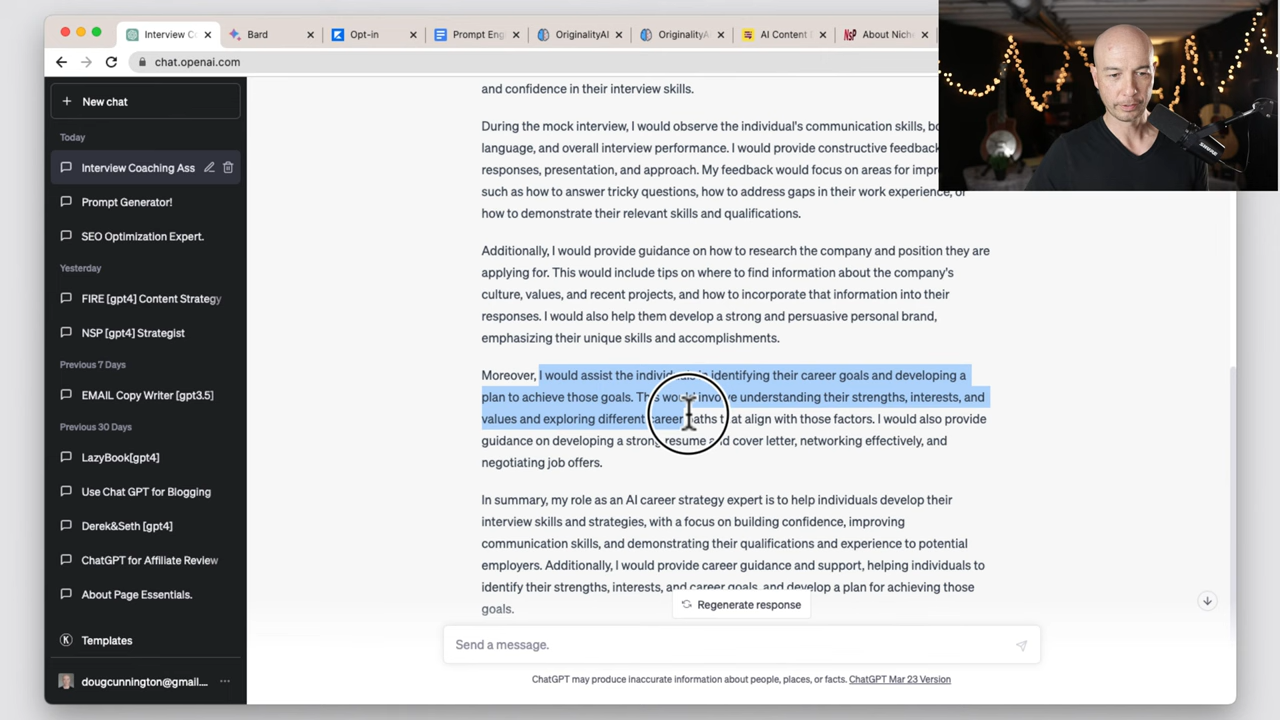 Interview Co
Bard
Opt-in
Prompt Eng
OriginalityAI
OriginalityA
AI Content
About Nich
chat.openai.com
New chat
Today
Interview Coaching Ass
Prompt Generator!
SEO Optimization Expert.
Yesterday
FIRE [gpt4] Content Strategy
NSP [gpt4] Strategist
Previous 7 Days
EMAIL Copy Writer [gpt3.5]
Previous 30 Days
LazyBook[gpt4]
Use Chat GPT for Blogging
Derek&Seth [gpt4]
ChatGPT for Affiliate Review
About Page Essentials.
Templates
dougcunnington@gmail....
and confidence in their interview skills.
During the mock interview, I would observe the individual's communication skills, bo
language, and overall interview performance. I would provide constructive feedback
responses, presentation, and approach. My feedback would focus on areas for impro
such as how to answer tricky questions, how to address gaps in their work experience, or
how to demonstrate their relevant skills and qualifications.
Additionally, I would provide guidance on how to research the company and position they are
applying for. This would include tips on where to find information about the company's
culture, values, and recent projects, and how to incorporate that information into their
responses. I would also help them develop a strong and persuasive personal brand,
emphasizing their unique skills and accomplishments.
Moreover, I would assist the individuals in identifying their career goals and developing a
plan to achieve those goals. This would involve understanding their strengths, interests, and
values and exploring different career paths that align with those factors. I would also provide
guidance on developing a strong resume and cover letter, networking effectively, and
negotiating job offers.
In summary, my role as an AI career strategy expert is to help individuals develop their
interview skills and strategies, with a focus on building confidence, improving
communication skills, and demonstrating their qualifications and experience to potential
employers. Additionally, I would provide career guidance and support, helping individuals to
identify their strengths, interests, and career goals, and develop a plan for achieving those
goals.
Regenerate response
Send a message.
ChatGPT may produce inaccurate information about people, places, or facts. ChatGPT Mar 23 Version